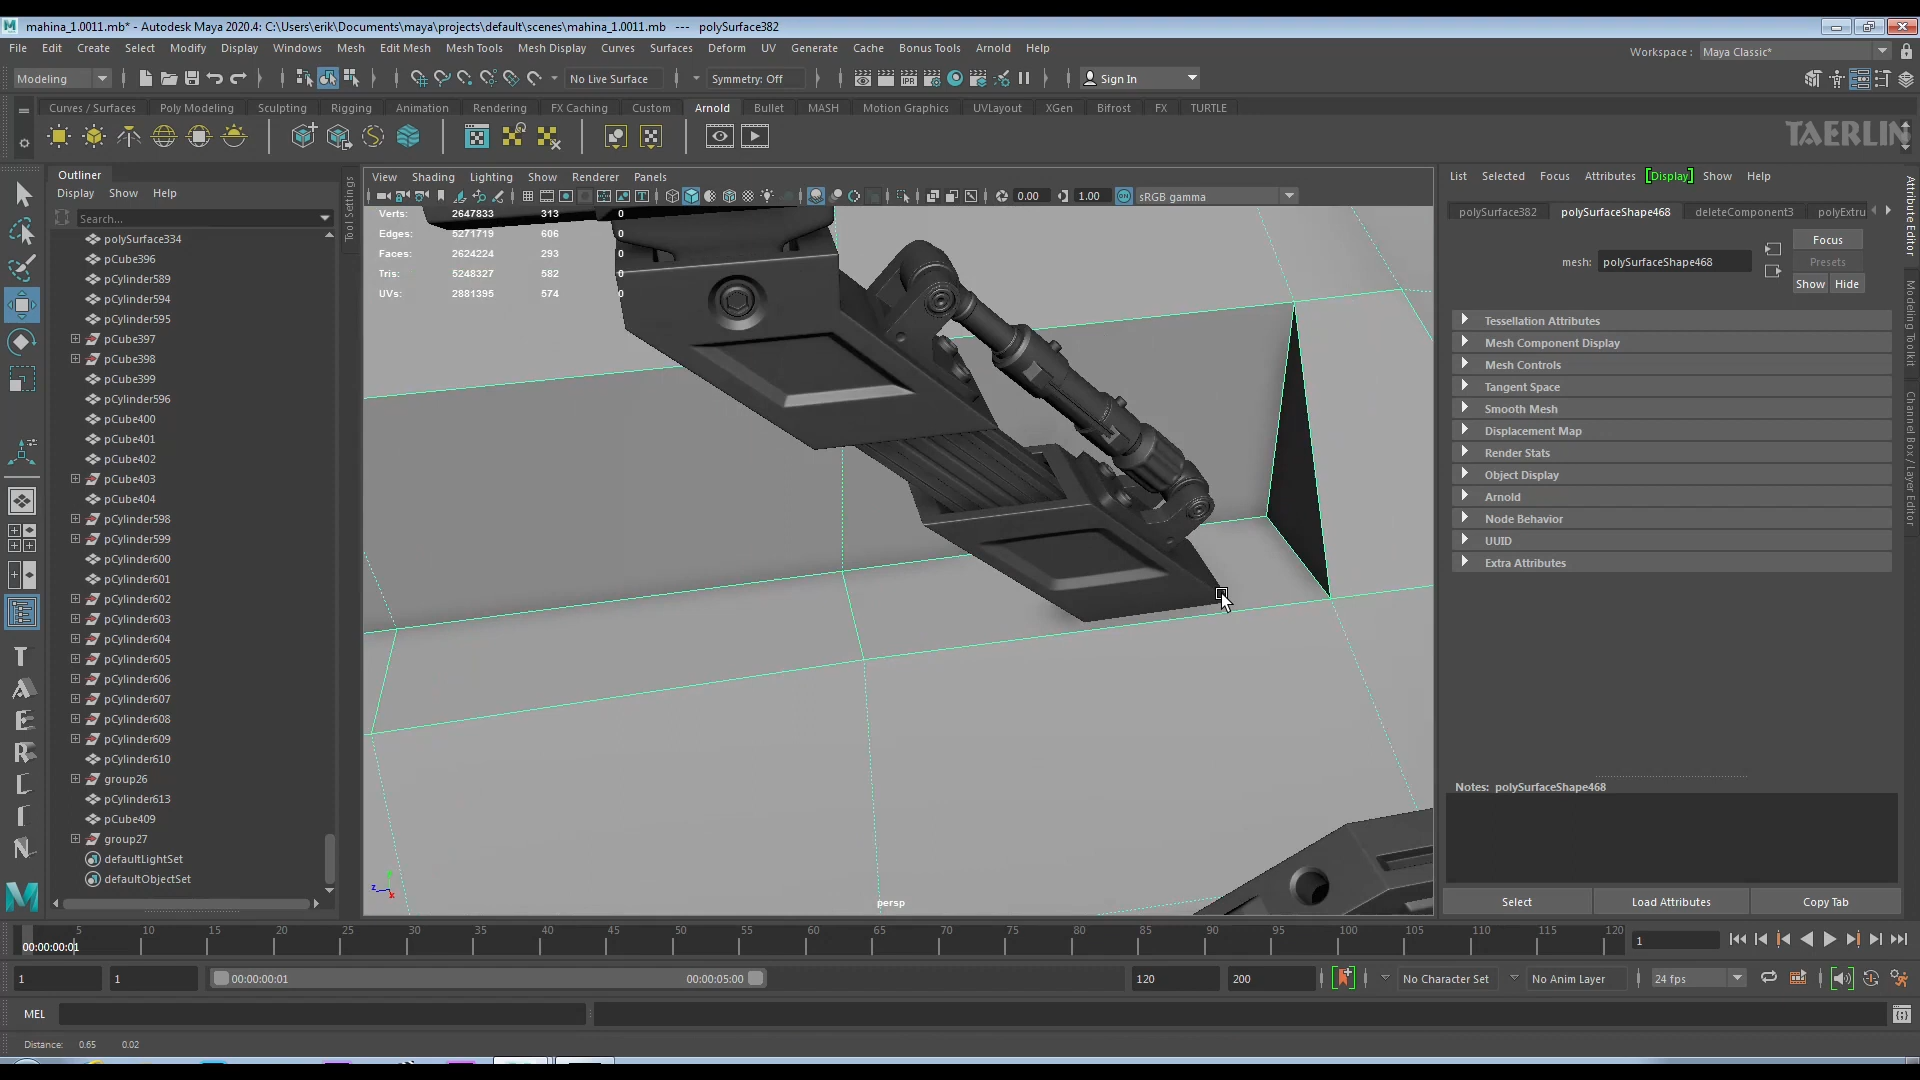 mahina_1.0011.mb* - Autodesk Maya 2020.4: C:\Users\erik\Documents\maya\projects\default\scenes\mahina_1.0011.mb --- polySurface382
File Edit Create Select Modify Display Windows Mesh Edit Mesh Mesh Tools Mesh Display Curves Surfaces Deform UV Generate Cache Bonus Tools Arnold Help
Workspace : Maya Classic*
Modeling No Live Surface Symmetry: Off Sign In
Curves / Surfaces Poly Modeling Sculpting Rigging Animation Rendering FX Caching Custom Arnold Bullet MASH Motion Graphics UVLayout XGen Bifrost FX TURTLE
TAERLIN
Outliner
Display Show Help
Search...
polySurface334
pCube396
pCylinder589
pCylinder594
pCylinder595
pCube397
pCube398
pCube399
pCylinder596
pCube400
pCube401
pCube402
pCube403
pCube404
pCylinder598
pCylinder599
pCylinder600
pCylinder601
pCylinder602
pCylinder603
pCylinder604
pCylinder605
pCylinder606
pCylinder607
pCylinder608
pCylinder609
pCylinder610
group26
pCylinder613
pCube409
group27
defaultLightSet
defaultObjectSet
Tool Settings
View Shading Lighting Show Renderer Panels
0.00 1.00 sRGB gamma
Verts: 2647833 313 0
Edges: 5271719 606 0
Faces: 2624224 293 0
Tris: 5248327 582 0
UVs: 2881395 574 0
persp
List Selected Focus Attributes [Display] Show Help
polySurface382 polySurfaceShape468 deleteComponent3 polyExtru
mesh: polySurfaceShape468
Focus
Presets
Show Hide
Tessellation Attributes
Mesh Component Display
Mesh Controls
Tangent Space
Smooth Mesh
Displacement Map
Render Stats
Object Display
Arnold
Node Behavior
UUID
Extra Attributes
Notes: polySurfaceShape468
Select Load Attributes Copy Tab
Attribute Editor
Modeling Toolkit
Channel Box / Layer Editor
5 10 15 20 25 30 35 40 45 50 55 60 65 70 75 80 85 90 95 100 105 110 115 120
00:00:00:01
1
1 1 00:00:00:01 00:00:05:00 120 200 No Character Set No Anim Layer 24 fps
MEL
Distance: 0.65 0.02